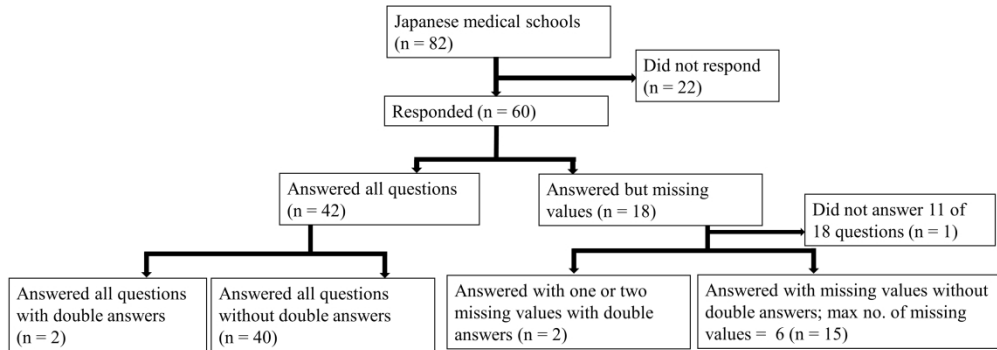 Japanese medical schools
(n = 82)
Did not respond
(n = 22)
Responded (n = 60)
Answered all questions
(n = 42)
Answered but missing
values (n = 18)
Did not answer 11 of
18 questions (n = 1)
Answered all questions
with double answers
(n = 2)
Answered all questions
without double answers
(n = 40)
Answered with one or two
missing values with double
answers (n = 2)
Answered with missing values without
double answers; max no. of missing
values = 6 (n = 15)